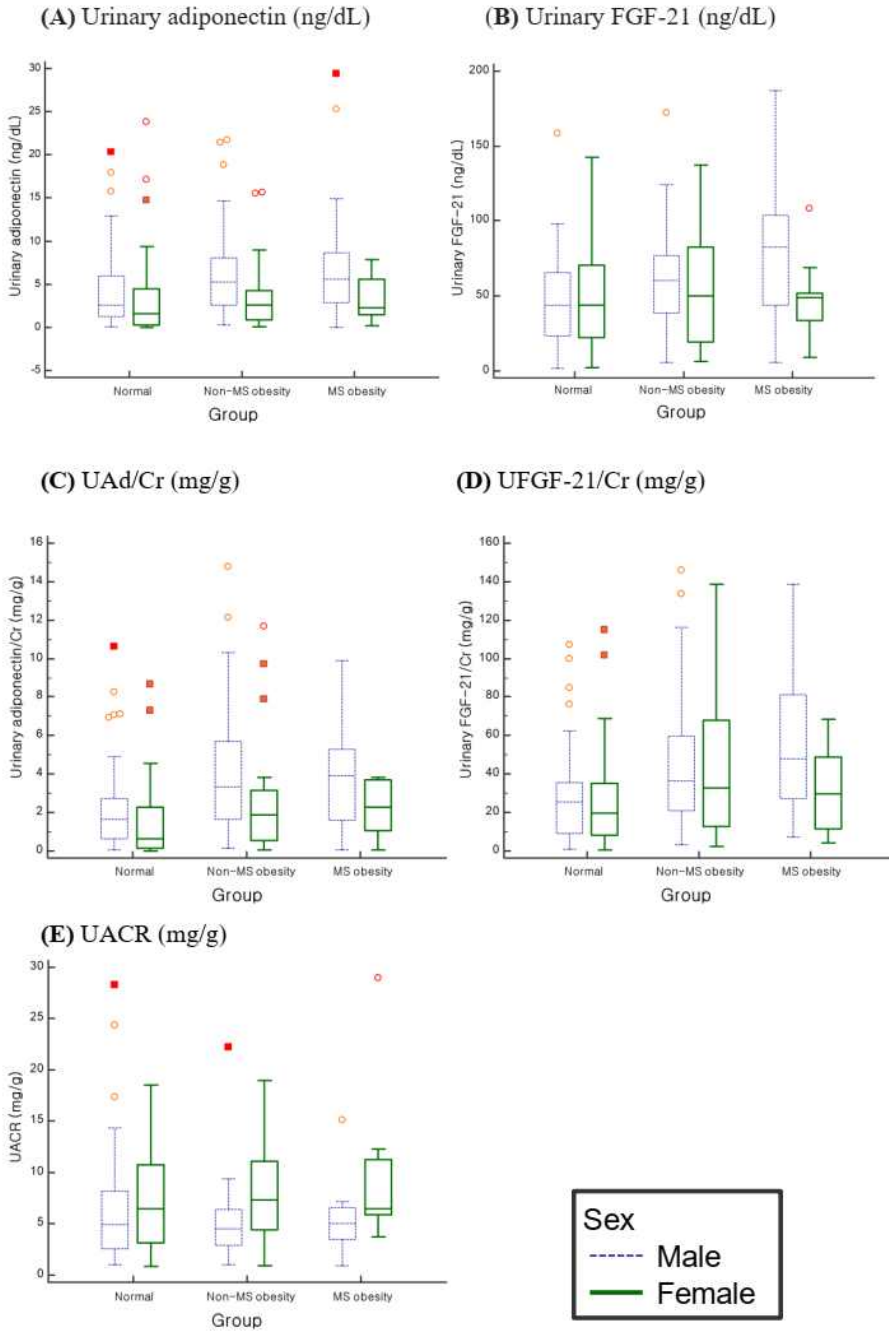 (A) Urinary adiponectin (ng/dL)
Urinary adiponectin (ng/dL)
30
25
20
15
10
5
0
-5
Normal Non-MS obesity MS obesity
Group
(B) Urinary FGF-21 (ng/dL)
Urinary FGF-21 (ng/dL)
200
150
100
50
0
Normal Non-MS obesity MS obesity
Group
(C) UAd/Cr (mg/g)
Urinary adiponectin/Cr (mg/g)
16
14
12
10
8
6
4
2
0
Normal Non-MS obesity MS obesity
Group
(D) UFGF-21/Cr (mg/g)
Urinary FGF-21/Cr (mg/g)
160
140
120
100
80
60
40
20
0
Normal Non-MS obesity MS obesity
Group
(E) UACR (mg/g)
UACR (mg/g)
30
25
20
15
10
5
0
Normal Non-MS obesity MS obesity
Group
Sex
Male
Female